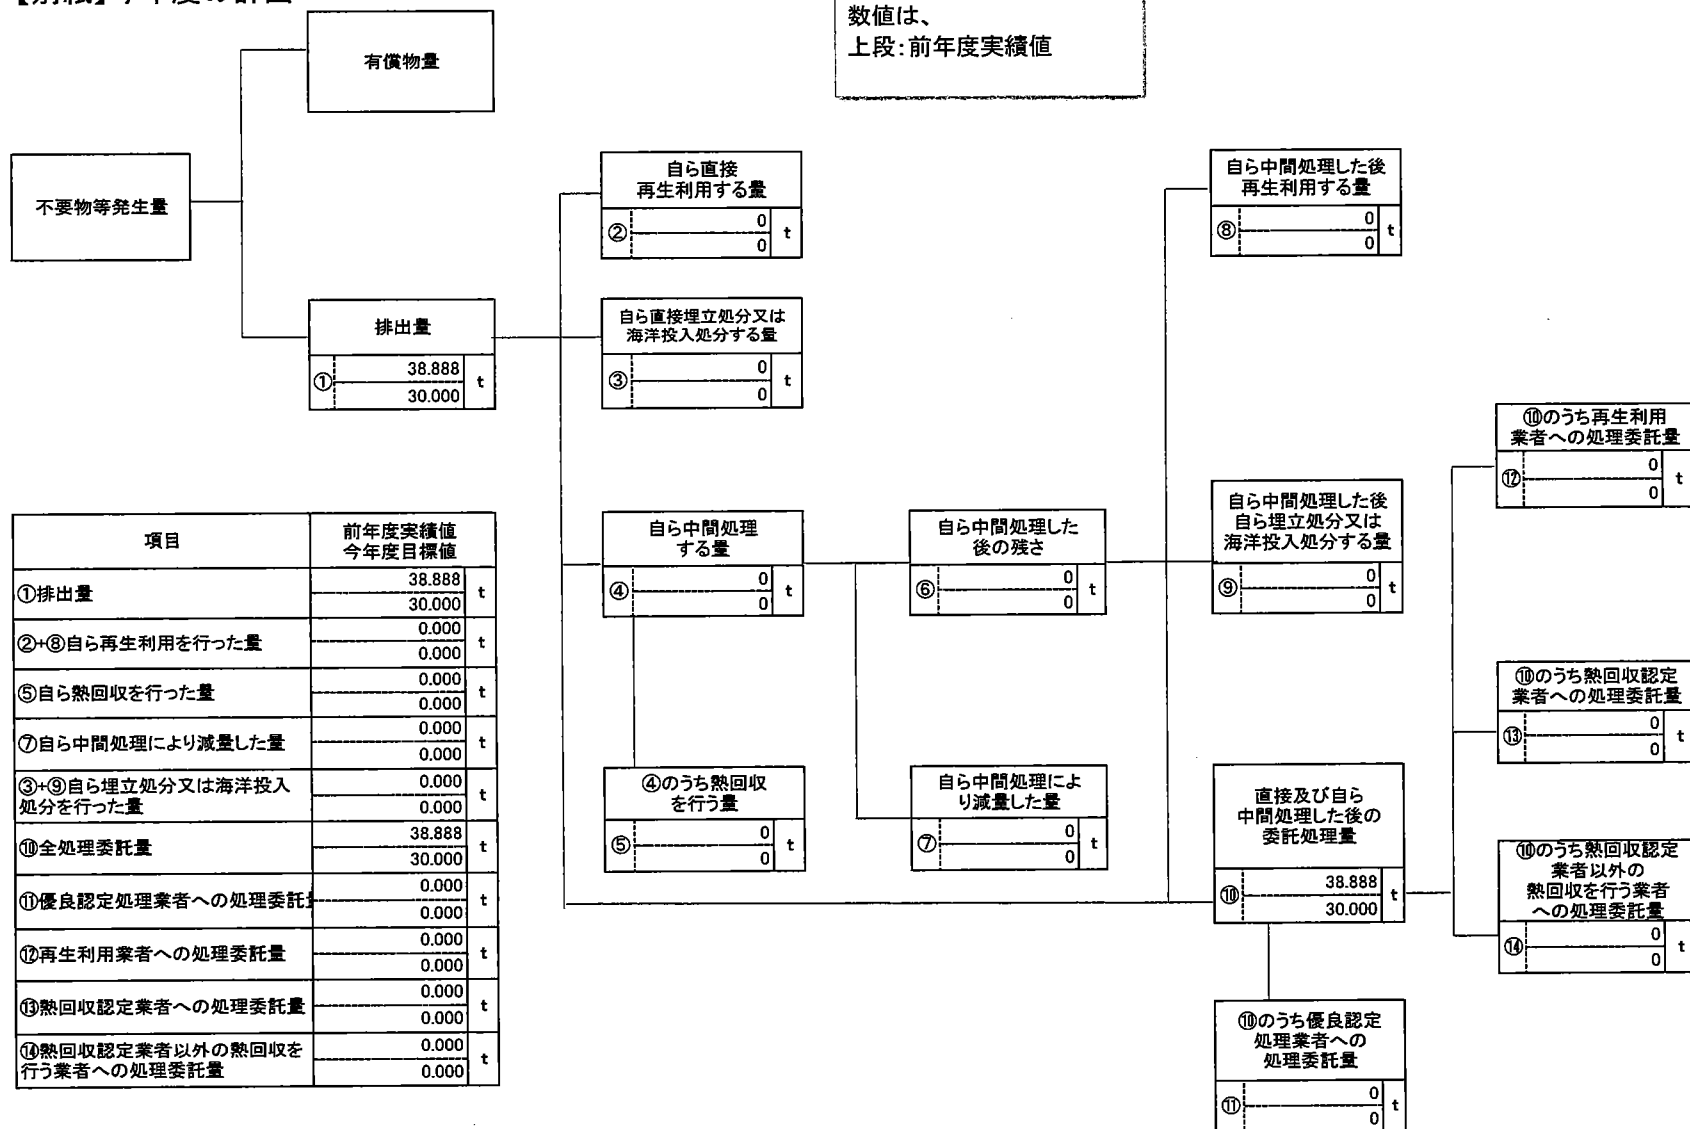 数値は、
上段：前年度実績値
有償物量
不要物等発生量
排出量
① 38.888 t
30.000
自ら直接
再生利用する量
② 0 t
0
自ら直接埋立処分又は
海洋投入処分する量
③ 0 t
0
自ら中間処理
する量
④ 0 t
0
④のうち熱回収
を行う量
⑤ 0 t
0
自ら中間処理した
後の残さ
⑥ 0 t
0
自ら中間処理によ
り減量した量
⑦ 0 t
0
自ら中間処理した後
再生利用する量
⑧ 0 t
0
自ら中間処理した後
自ら埋立処分又は
海洋投入処分する量
⑨ 0 t
0
直接及び自ら
中間処理した後の
委託処理量
⑩ 38.888 t
30.000
⑩のうち優良認定
処理業者への
処理委託量
⑪ 0 t
0
⑩のうち再生利用
業者への処理委託量
⑫ 0 t
0
⑩のうち熱回収認定
業者への処理委託量
⑬ 0 t
0
⑩のうち熱回収認定
業者以外の
熱回収を行う業者
への処理委託量
⑭ 0 t
0
項目 前年度実績値
今年度目標値
①排出量 38.888 t
30.000
②+⑧自ら再生利用を行った量 0.000 t
0.000
⑤自ら熱回収を行った量 0.000 t
0.000
⑦自ら中間処理により減量した量 0.000 t
0.000
③+⑨自ら埋立処分又は海洋投入
処分を行った量 0.000 t
0.000
⑩全処理委託量 38.888 t
30.000
⑪優良認定処理業者への処理委託 0.000 t
0.000
⑫再生利用業者への処理委託量 0.000 t
0.000
⑬熱回収認定業者への処理委託量 0.000 t
0.000
⑭熱回収認定業者以外の熱回収を
行う業者への処理委託量 0.000 t
0.000